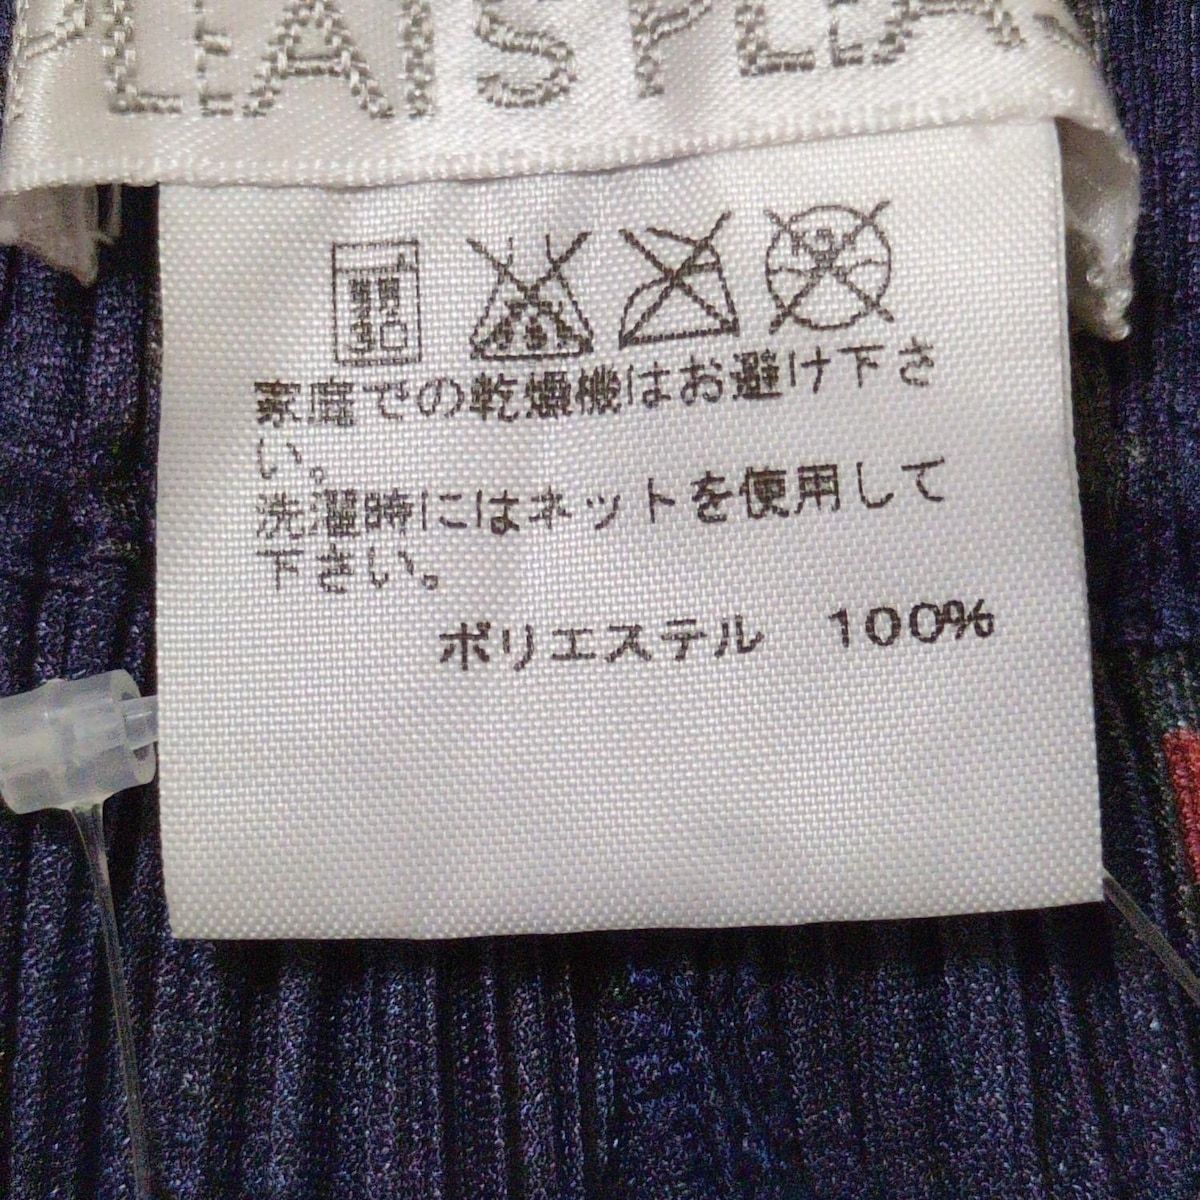 PLEATS PLEAS
家庭での乾燥機はお避け下さ
い。
洗濯時にはネットを使用して
下さい。
ポリエステル 100%